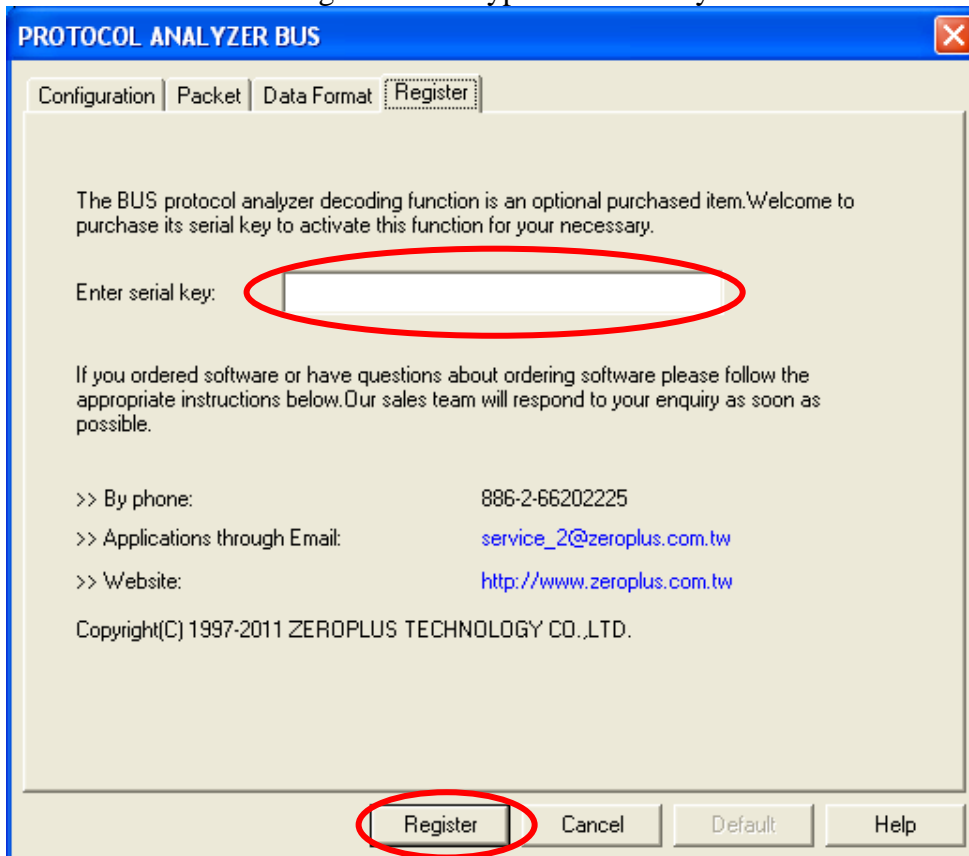 PROTOCOL ANALYZER BUS
Configuration Packet Data Format Register
The BUS protocol analyzer decoding function is an optional purchased item.Welcome to
purchase its serial key to activate this function for your necessary.
Enter serial key:
If you ordered software or have questions about ordering software please follow the
appropriate instructions below.Our sales team will respond to your enquiry as soon as
possible.
>> By phone: 886-2-66202225
>> Applications through Email: service_2@zeroplus.com.tw
>> Website: http://www.zeroplus.com.tw
Copyright(C) 1997-2011 ZEROPLUS TECHNOLOGY CO.,LTD.
Register Cancel Default Help